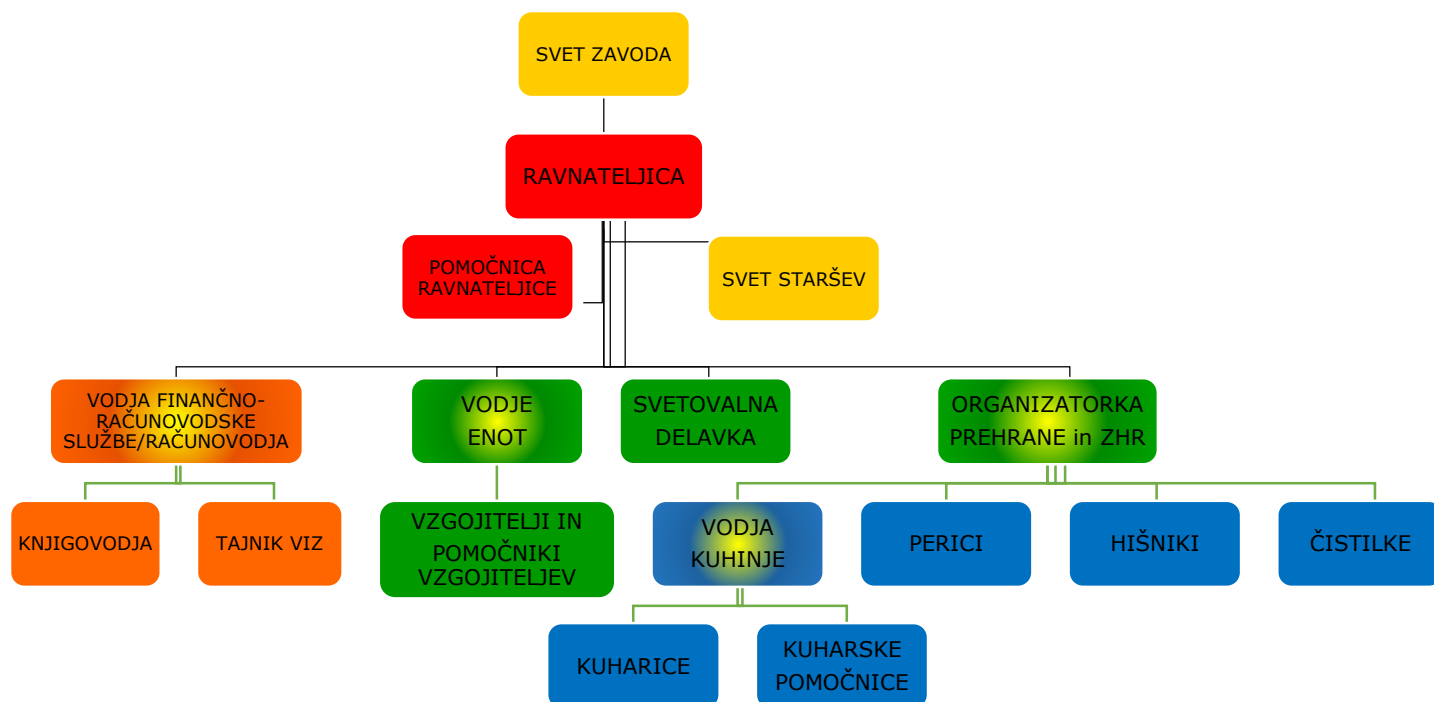 SVET ZAVODA
RAVNATELJICA
POMOČNICA
RAVNATELJICE
SVET STARŠEV
VODJA FINANČNO-
RAČUNOVODSKE
SLUŽBE/RAČUNOVODJA
VODJE
ENOT
SVETOVALNA
DELAVKA
ORGANIZATORKA
PREHRANE in ZHR
KNJIGOVODJA
TAJNIK VIZ
VZGOJITELJI IN
POMOČNIKI
VZGOJITELJEV
VODJA
KUHINJE
PERICI
HIŠNIKI
ČISTILKE
KUHARICE
KUHARSKE
POMOČNICE